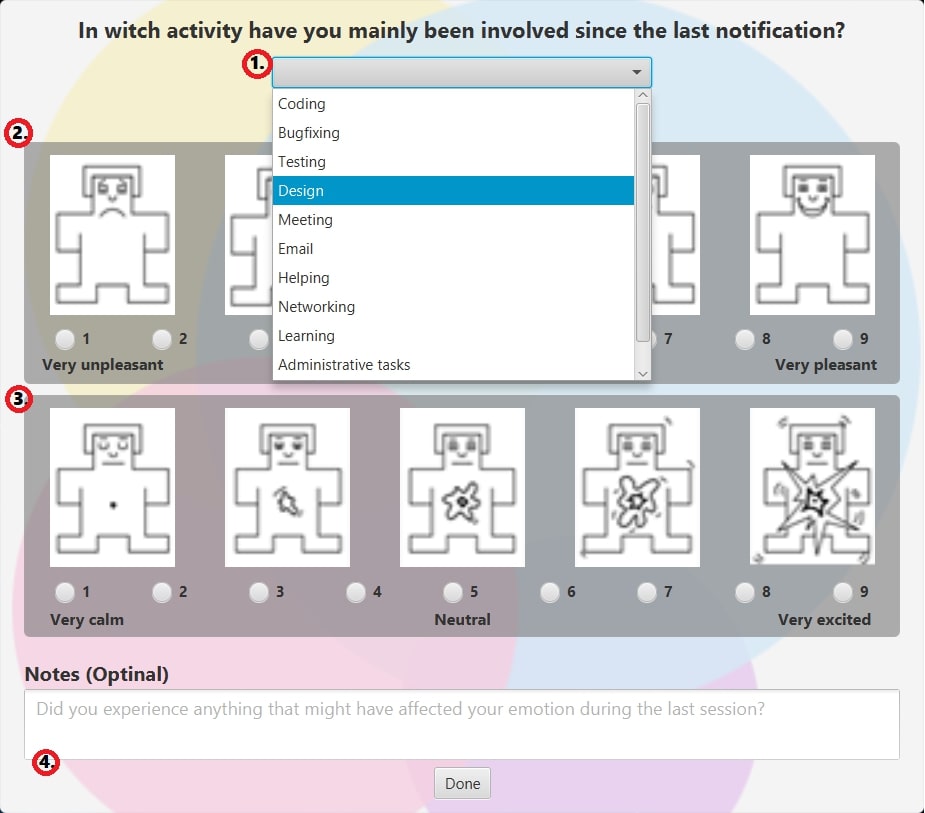 In witch activity have you mainly been involved since the last notification?
1.
Coding
Bugfixing
Testing
Design
Meeting
Email
Helping
Networking
Learning
Administrative tasks
2.
1 2 7 8 9
Very unpleasant Very pleasant
3.
1 2 3 4 5 6 7 8 9
Very calm Neutral Very excited
Notes (Optinal)
Did you experience anything that might have affected your emotion during the last session?
4.
Done